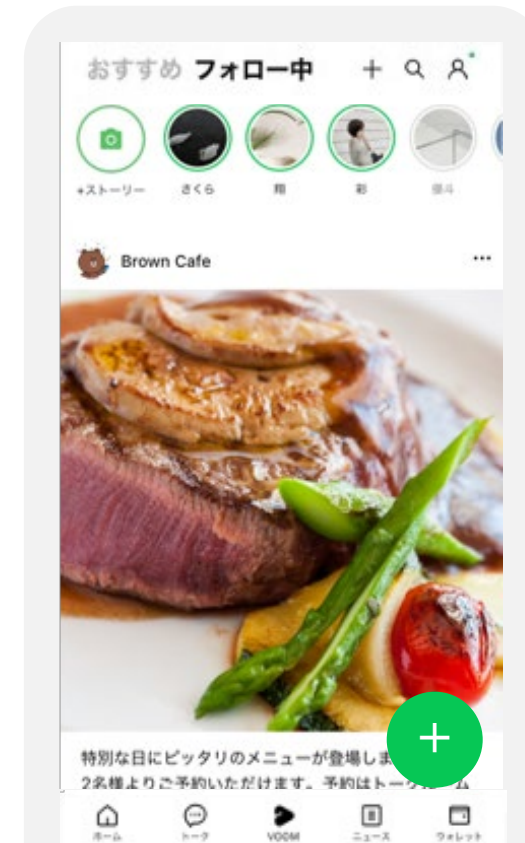 おすすめ フォロー中
+ストーリー さくら 翔 彩 優斗
Brown Cafe
特別な日にピッタリのメニューが登場しま
2名様よりご予約いただけます。予約はトーク
ホーム トーク VOOM ニュース ウォレット